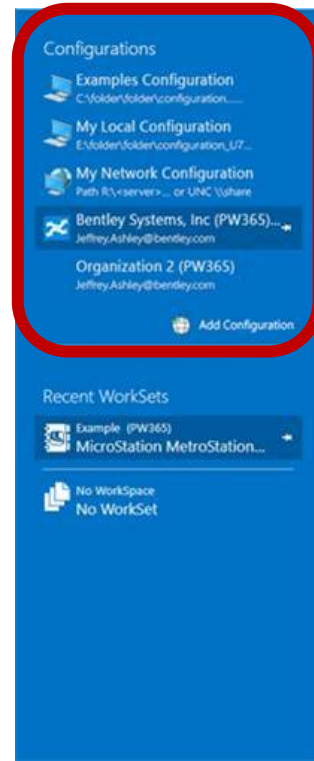 Configurations
Examples Configuration
C:\folder\folder\configuration......
My Local Configuration
E:\folder\folder\configuration_U7...
My Network Configuration
Path R:\<server>... or UNC \\share
Bentley Systems, Inc (PW365)...
Jeffrey.Ashley@bentley.com
Organization 2 (PW365)
Jeffrey.Ashley@bentley.com
Add Configuration
Recent WorkSets
Example (PW365)
MicroStation MetroStation...
No WorkSpace
No WorkSet